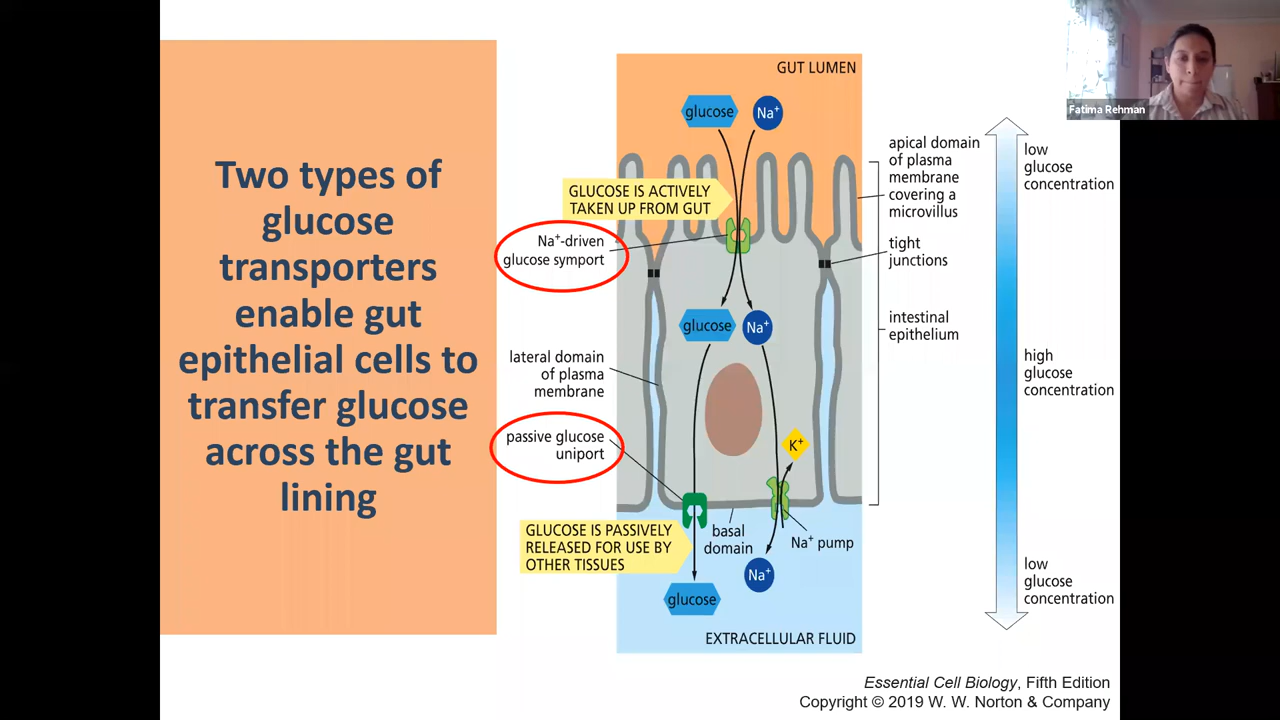 Two types of
glucose
transporters
enable gut
epithelial cells to
transfer glucose
across the gut
lining
GUT LUMEN
glucose
Na⁺
GLUCOSE IS ACTIVELY
TAKEN UP FROM GUT
Na⁺-driven
glucose symport
glucose
Na⁺
lateral domain
of plasma
membrane
passive glucose
uniport
K⁺
GLUCOSE IS PASSIVELY
RELEASED FOR USE BY
OTHER TISSUES
basal
domain
Na⁺ pump
Na⁺
glucose
EXTRACELLULAR FLUID
apical domain
of plasma
membrane
covering a
microvillus
tight
junctions
intestinal
epithelium
low
glucose
concentration
high
glucose
concentration
low
glucose
concentration
Fatima Rehman
Essential Cell Biology, Fifth Edition
Copyright © 2019 W. W. Norton & Company